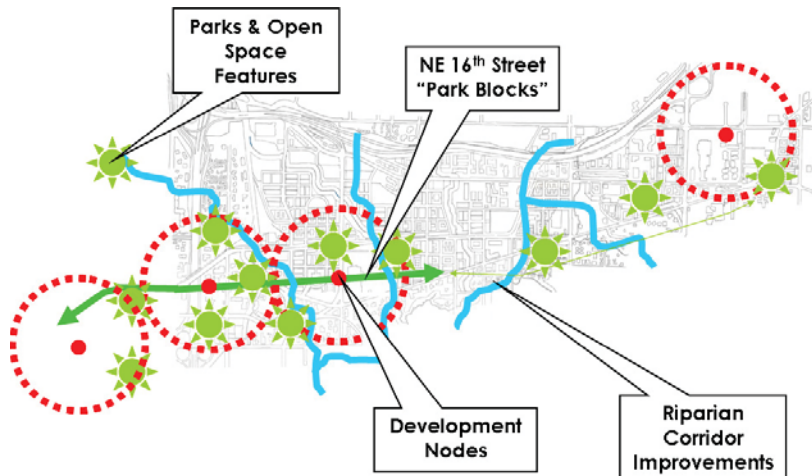 Parks & Open
Space
Features
NE 16th Street
“Park Blocks”
Development
Nodes
Riparian
Corridor
Improvements